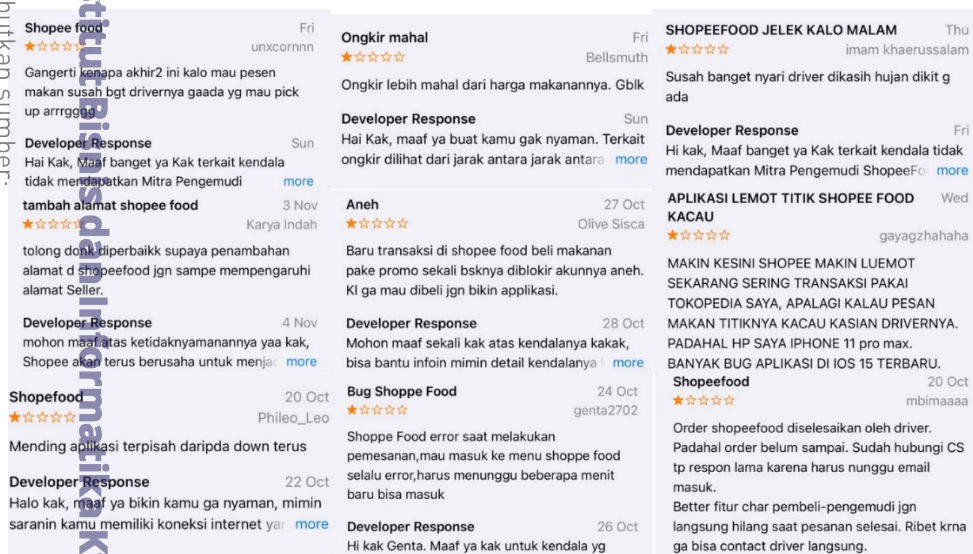 Shopee food Fri
unxcornnn
Gangerti kenapa akhir2 ini kalo mau pesen
makan susah bgt drivernya gaada yg mau pick
up arrrgggg
Developer Response Sun
Hai Kak, Maaf banget ya Kak terkait kendala
tidak mendapatkan Mitra Pengemudi more
tambah alamat shopee food 3 Nov
Karya Indah
tolong donk diperbaikk supaya penambahan
alamat d shopeefood jgn sampe mempengaruhi
alamat Seller.
Developer Response 4 Nov
mohon maaf atas ketidaknyamanannya yaa kak,
Shopee akan terus berusaha untuk menjad more
Shopefood 20 Oct
Phileo_Leo
Mending aplikasi terpisah daripda down terus
Developer Response 22 Oct
Halo kak, maaf ya bikin kamu ga nyaman, mimin
saranin kamu memiliki koneksi internet yan more
Ongkir mahal Fri
Bellsmuth
Ongkir lebih mahal dari harga makanannya. Gblk
Developer Response Sun
Hai Kak, maaf ya buat kamu gak nyaman. Terkait
ongkir dilihat dari jarak antara jarak antara more
Aneh 27 Oct
Olive Sisca
Baru transaksi di shopee food beli makanan
pake promo sekali bsknya diblokir akunnya aneh.
Kl ga mau dibeli jgn bikin applikasi.
Developer Response 28 Oct
Mohon maaf sekali kak atas kendalanya kakak,
bisa bantu infoin mimin detail kendalanya more
Bug Shoppe Food 24 Oct
genta2702
Shoppe Food error saat melakukan
pemesanan,mau masuk ke menu shoppe food
selalu error,harus menunggu beberapa menit
baru bisa masuk
Developer Response 26 Oct
Hi kak Genta. Maaf ya kak untuk kendala yg
SHOPEEFOOD JELEK KALO MALAM Thu
imam khaerussalam
Susah banget nyari driver dikasih hujan dikit g
ada
Developer Response Fri
Hi kak, Maaf banget ya Kak terkait kendala tidak
mendapatkan Mitra Pengemudi ShopeeFo more
APLIKASI LEMOT TITIK SHOPEE FOOD Wed
KACAU
gayagzhahaha
MAKIN KESINI SHOPEE MAKIN LUEMOT
SEKARANG SERING TRANSAKSI PAKAI
TOKOPEDIA SAYA, APALAGI KALAU PESAN
MAKAN TITIKNYA KACAU KASIAN DRIVERNYA.
PADAHAL HP SAYA IPHONE 11 pro max.
BANYAK BUG APLIKASI DI IOS 15 TERBARU.
Shopeefood 20 Oct
mbimaaaa
Order shopeefood diselesaikan oleh driver.
Padahal order belum sampai. Sudah hubungi CS
tp respon lama karena harus nunggu email
masuk.
Better fitur char pembeli-pengemudi jgn
langsung hilang saat pesanan selesai. Ribet krna
ga bisa contact driver langsung.
butkan sumber.
titut Bisnis dan Informatika K